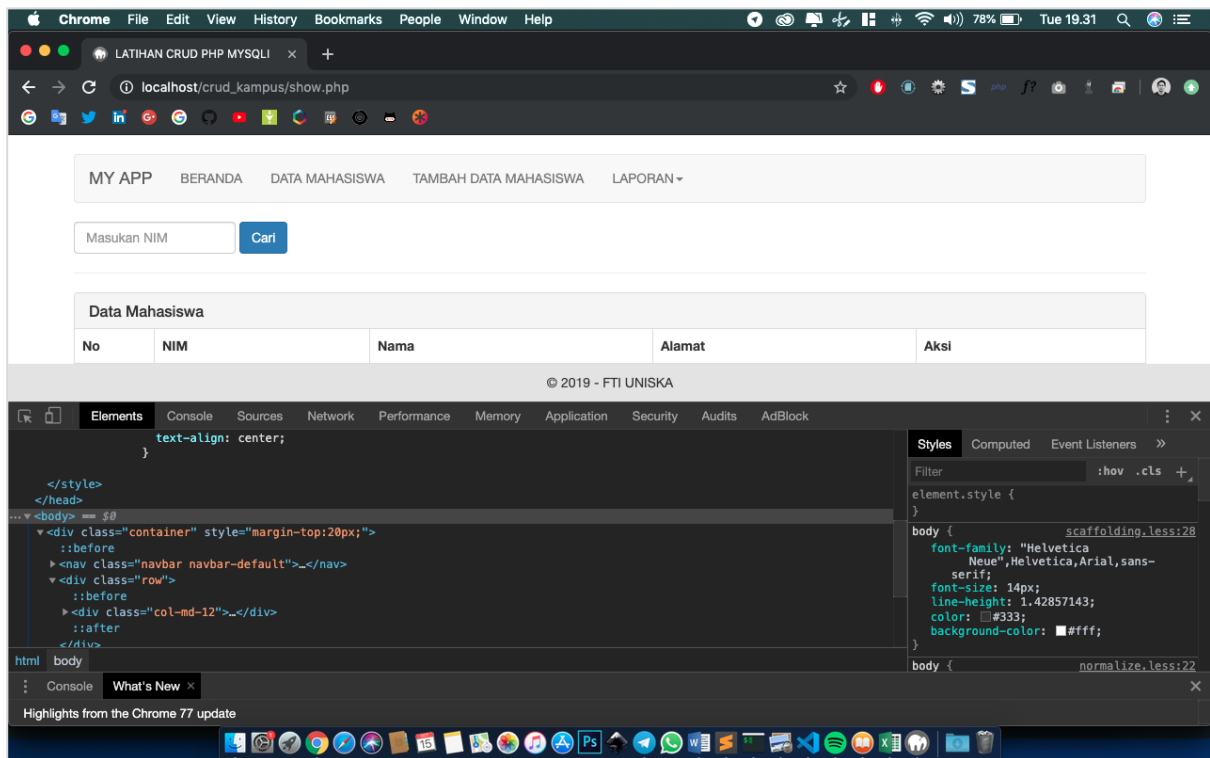 Chrome File Edit View History Bookmarks People Window Help 78% Tue 19.31
LATIHAN CRUD PHP MYSQLI × +
localhost/crud_kampus/show.php
MY APP BERANDA DATA MAHASISWA TAMBAH DATA MAHASISWA LAPORAN
Masukan NIM Cari
Data Mahasiswa
No NIM Nama Alamat Aksi
© 2019 - FTI UNISKA
Elements Console Sources Network Performance Memory Application Security Audits AdBlock
text-align: center;
}
</style>
</head>
...▼<body> == $0
▼<div class="container" style="margin-top:20px;">
::before
▶<nav class="navbar navbar-default">…</nav>
▼<div class="row">
::before
▶<div class="col-md-12">…</div>
::after
</div>
html body
Styles Computed Event Listeners »
Filter :hov .cls +
element.style {
}
body { scaffolding.less:28
font-family: "Helvetica
Neue",Helvetica,Arial,sans-
serif;
font-size: 14px;
line-height: 1.42857143;
color: #333;
background-color: #fff;
}
body { normalize.less:22
Console What's New ×
Highlights from the Chrome 77 update